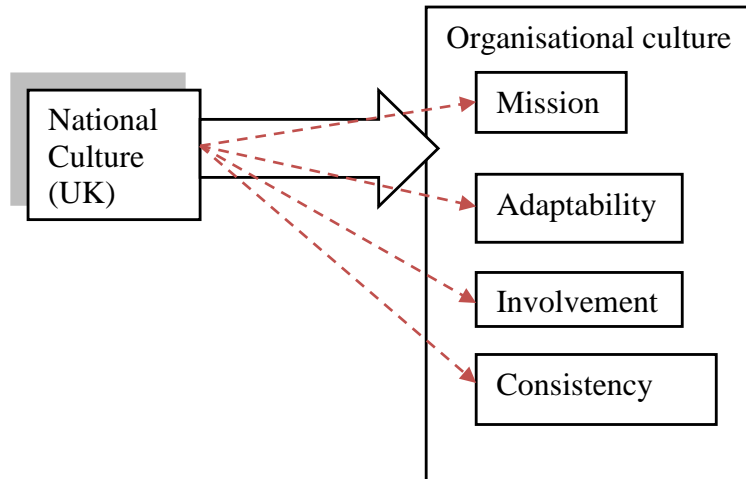 National
Culture
(UK)
Organisational culture
Mission
Adaptability
Involvement
Consistency